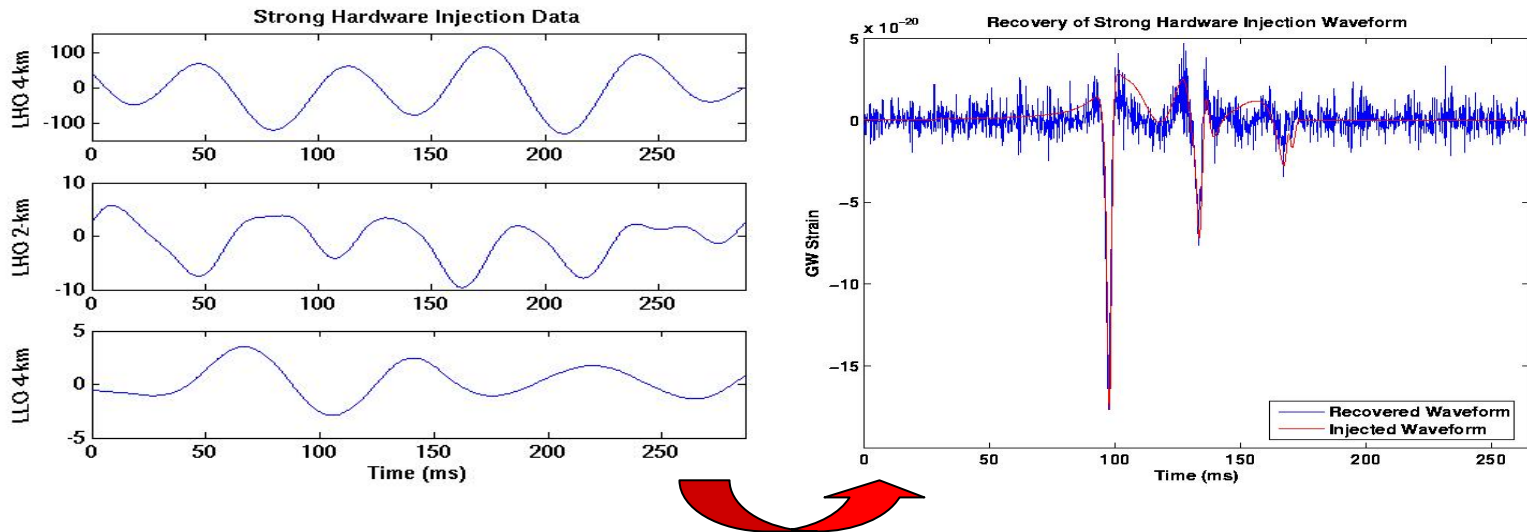 Strong Hardware Injection Data
LHO 4-km
100
0
-100
0 50 100 150 200 250
LHO 2-km
10
0
-10
0 50 100 150 200 250
LLO 4-km
5
0
-5
0 50 100 150 200 250
Time (ms)
x 10^-20
Recovery of Strong Hardware Injection Waveform
GW Strain
5
0
-5
-10
-15
Recovered Waveform
Injected Waveform
0 50 100 150 200 250
Time (ms)